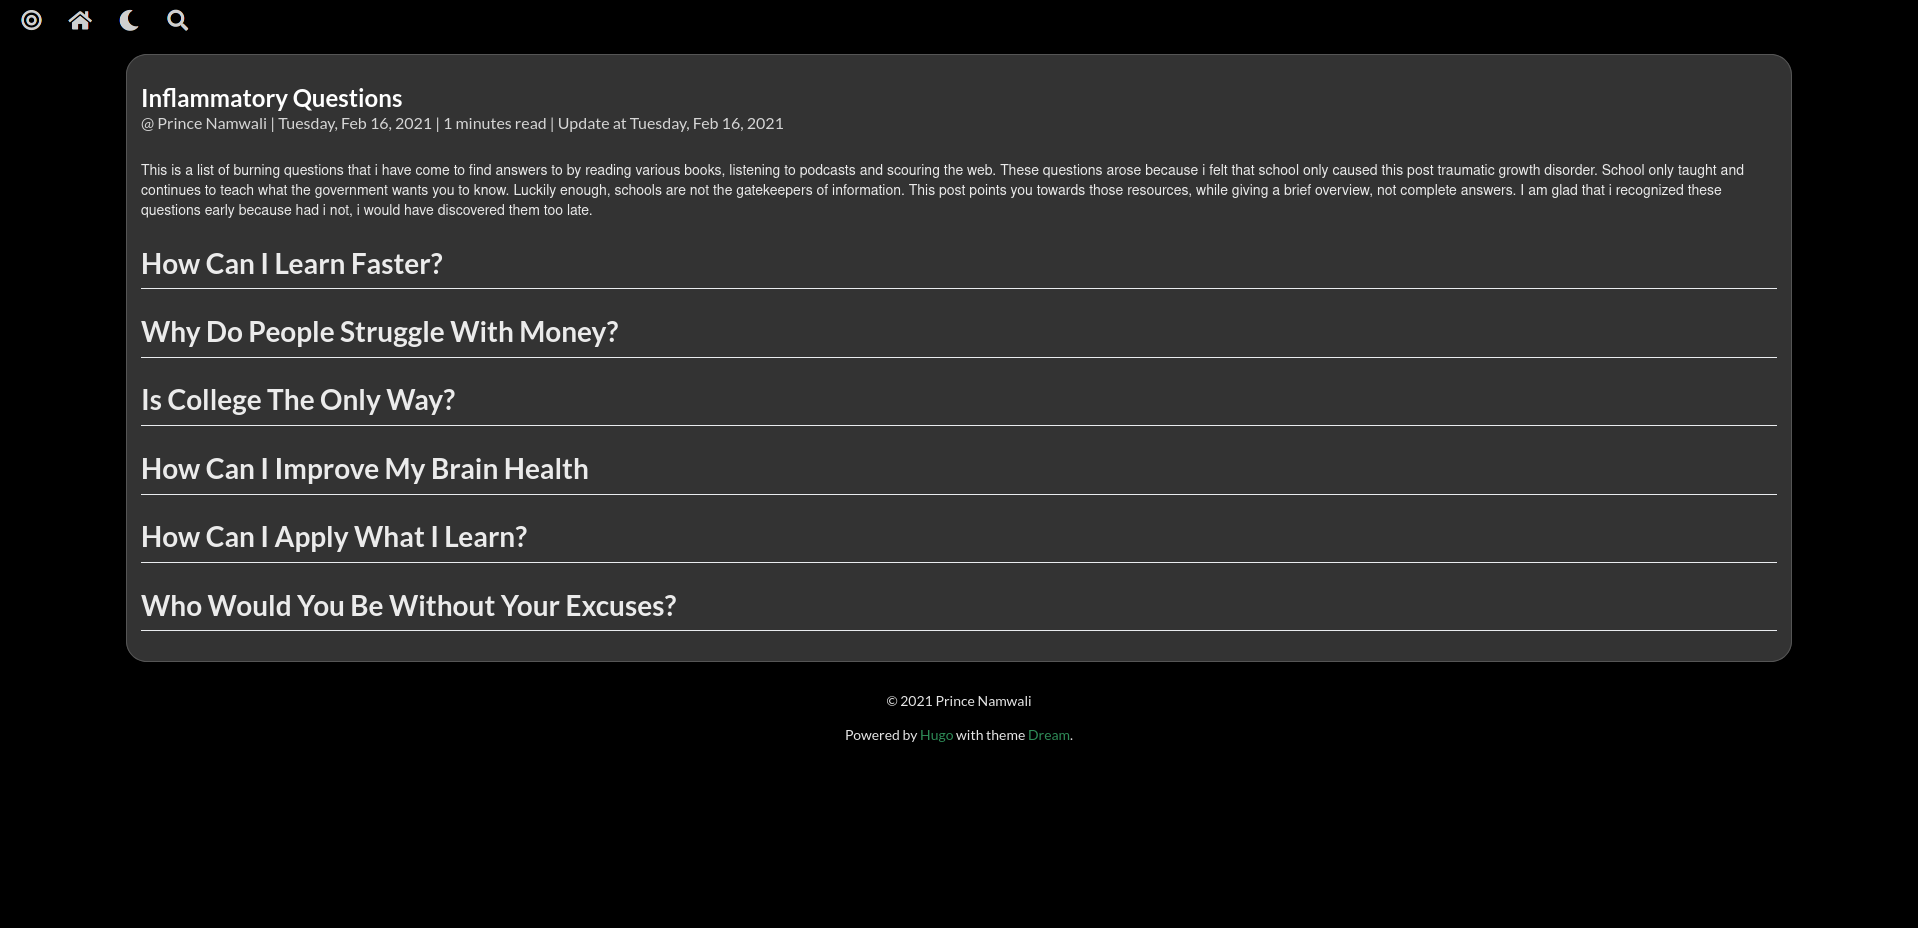 Inflammatory Questions
@ Prince Namwali | Tuesday, Feb 16, 2021 | 1 minutes read | Update at Tuesday, Feb 16, 2021
This is a list of burning questions that i have come to find answers to by reading various books, listening to podcasts and scouring the web. These questions arose because i felt that school only caused this post traumatic growth disorder. School only taught and
continues to teach what the government wants you to know. Luckily enough, schools are not the gatekeepers of information. This post points you towards those resources, while giving a brief overview, not complete answers. I am glad that i recognized these
questions early because had i not, i would have discovered them too late.
How Can I Learn Faster?
Why Do People Struggle With Money?
Is College The Only Way?
How Can I Improve My Brain Health
How Can I Apply What I Learn?
Who Would You Be Without Your Excuses?
© 2021 Prince Namwali
Powered by Hugo with theme Dream.